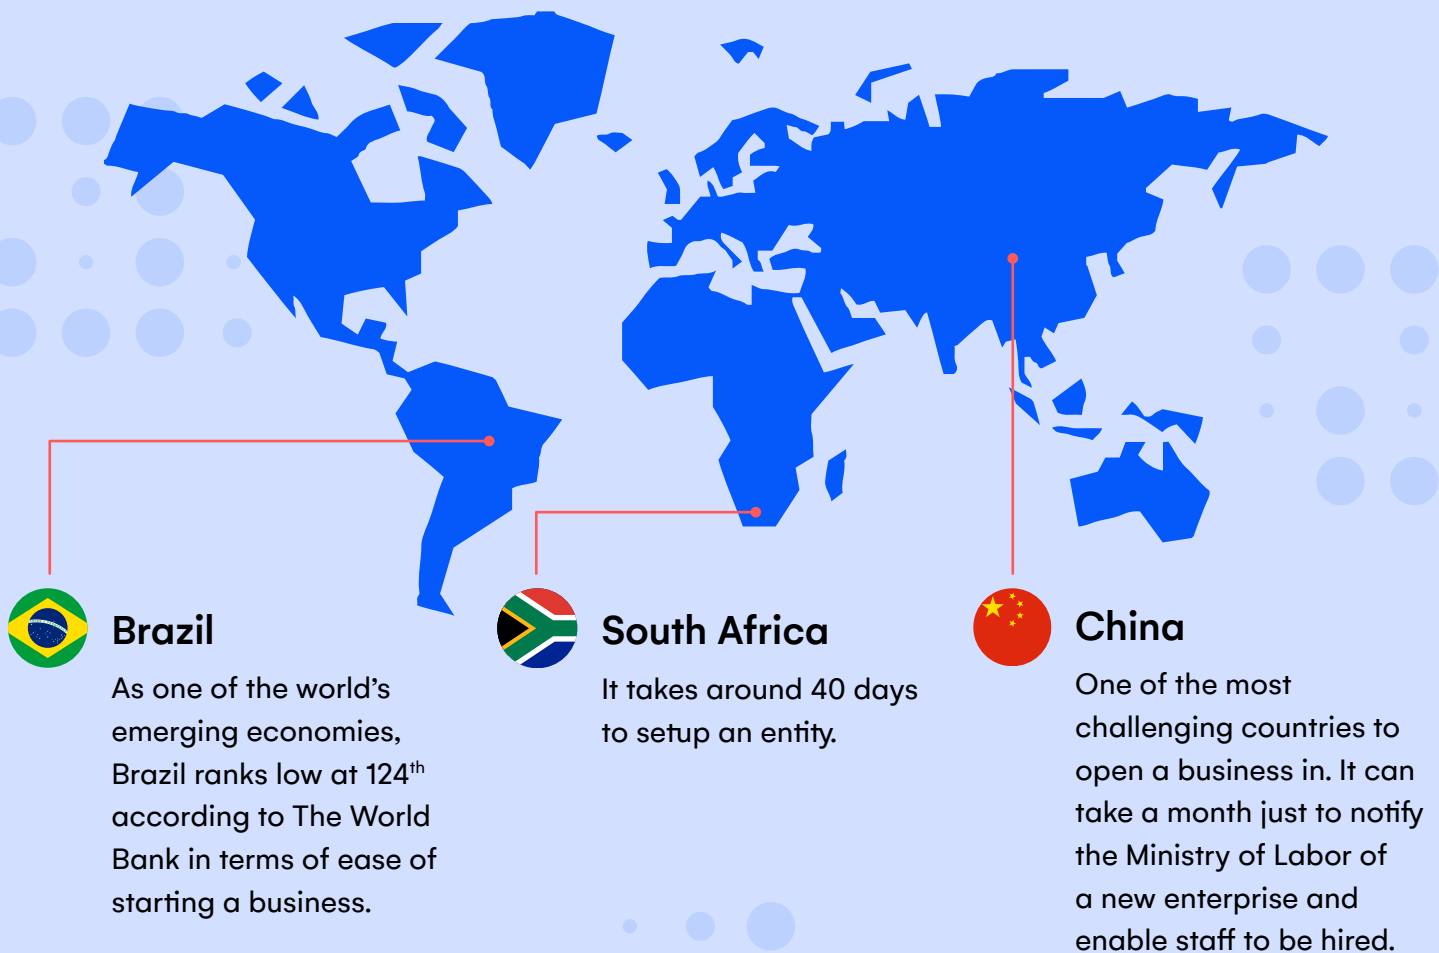 Brazil
As one of the world’s
emerging economies,
Brazil ranks low at 124th
according to The World
Bank in terms of ease of
starting a business.
South Africa
It takes around 40 days
to setup an entity.
China
One of the most
challenging countries to
open a business in. It can
take a month just to notify
the Ministry of Labor of
a new enterprise and
enable staff to be hired.